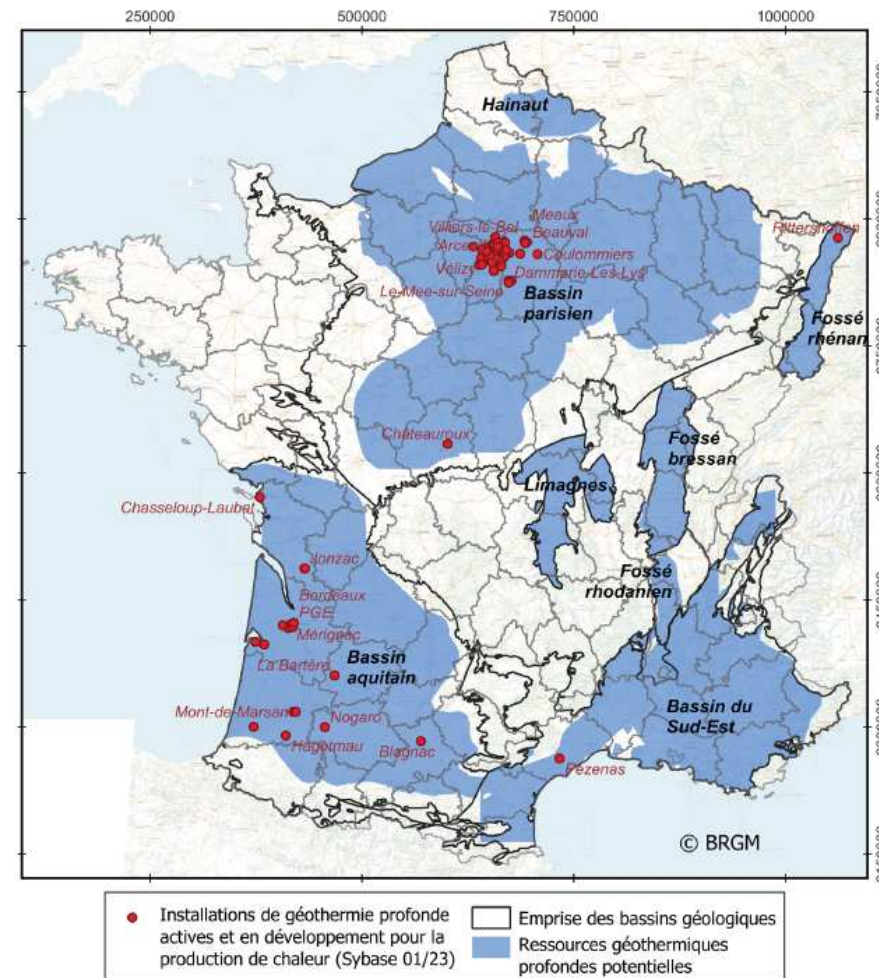 250000 500000 750000 1000000
Hainaut
Villiers-le-Bel
Meaux
Beauval
Rittershoffen
Coulommiers
Vélizy
Dammarie-Les-Lys
Le-Mee-sur-Seine
Bassin
parisien
Fossé
rhénan
Châteauroux
Fossé
bressan
Limagnes
Chasseloup-Laubat
Jonzac
Fossé
rhodanien
Bordeaux
PGE
Mérignac
La Bartère
Bassin
aquitain
Mont-de-Marsan
Nogaro
Hagetmau
Blagnac
Bassin du
Sud-Est
Pezenas
© BRGM
Installations de géothermie profonde
actives et en développement pour la
production de chaleur (Sybase 01/23)
Emprise des bassins géologiques
Ressources géothermiques
profondes potentielles